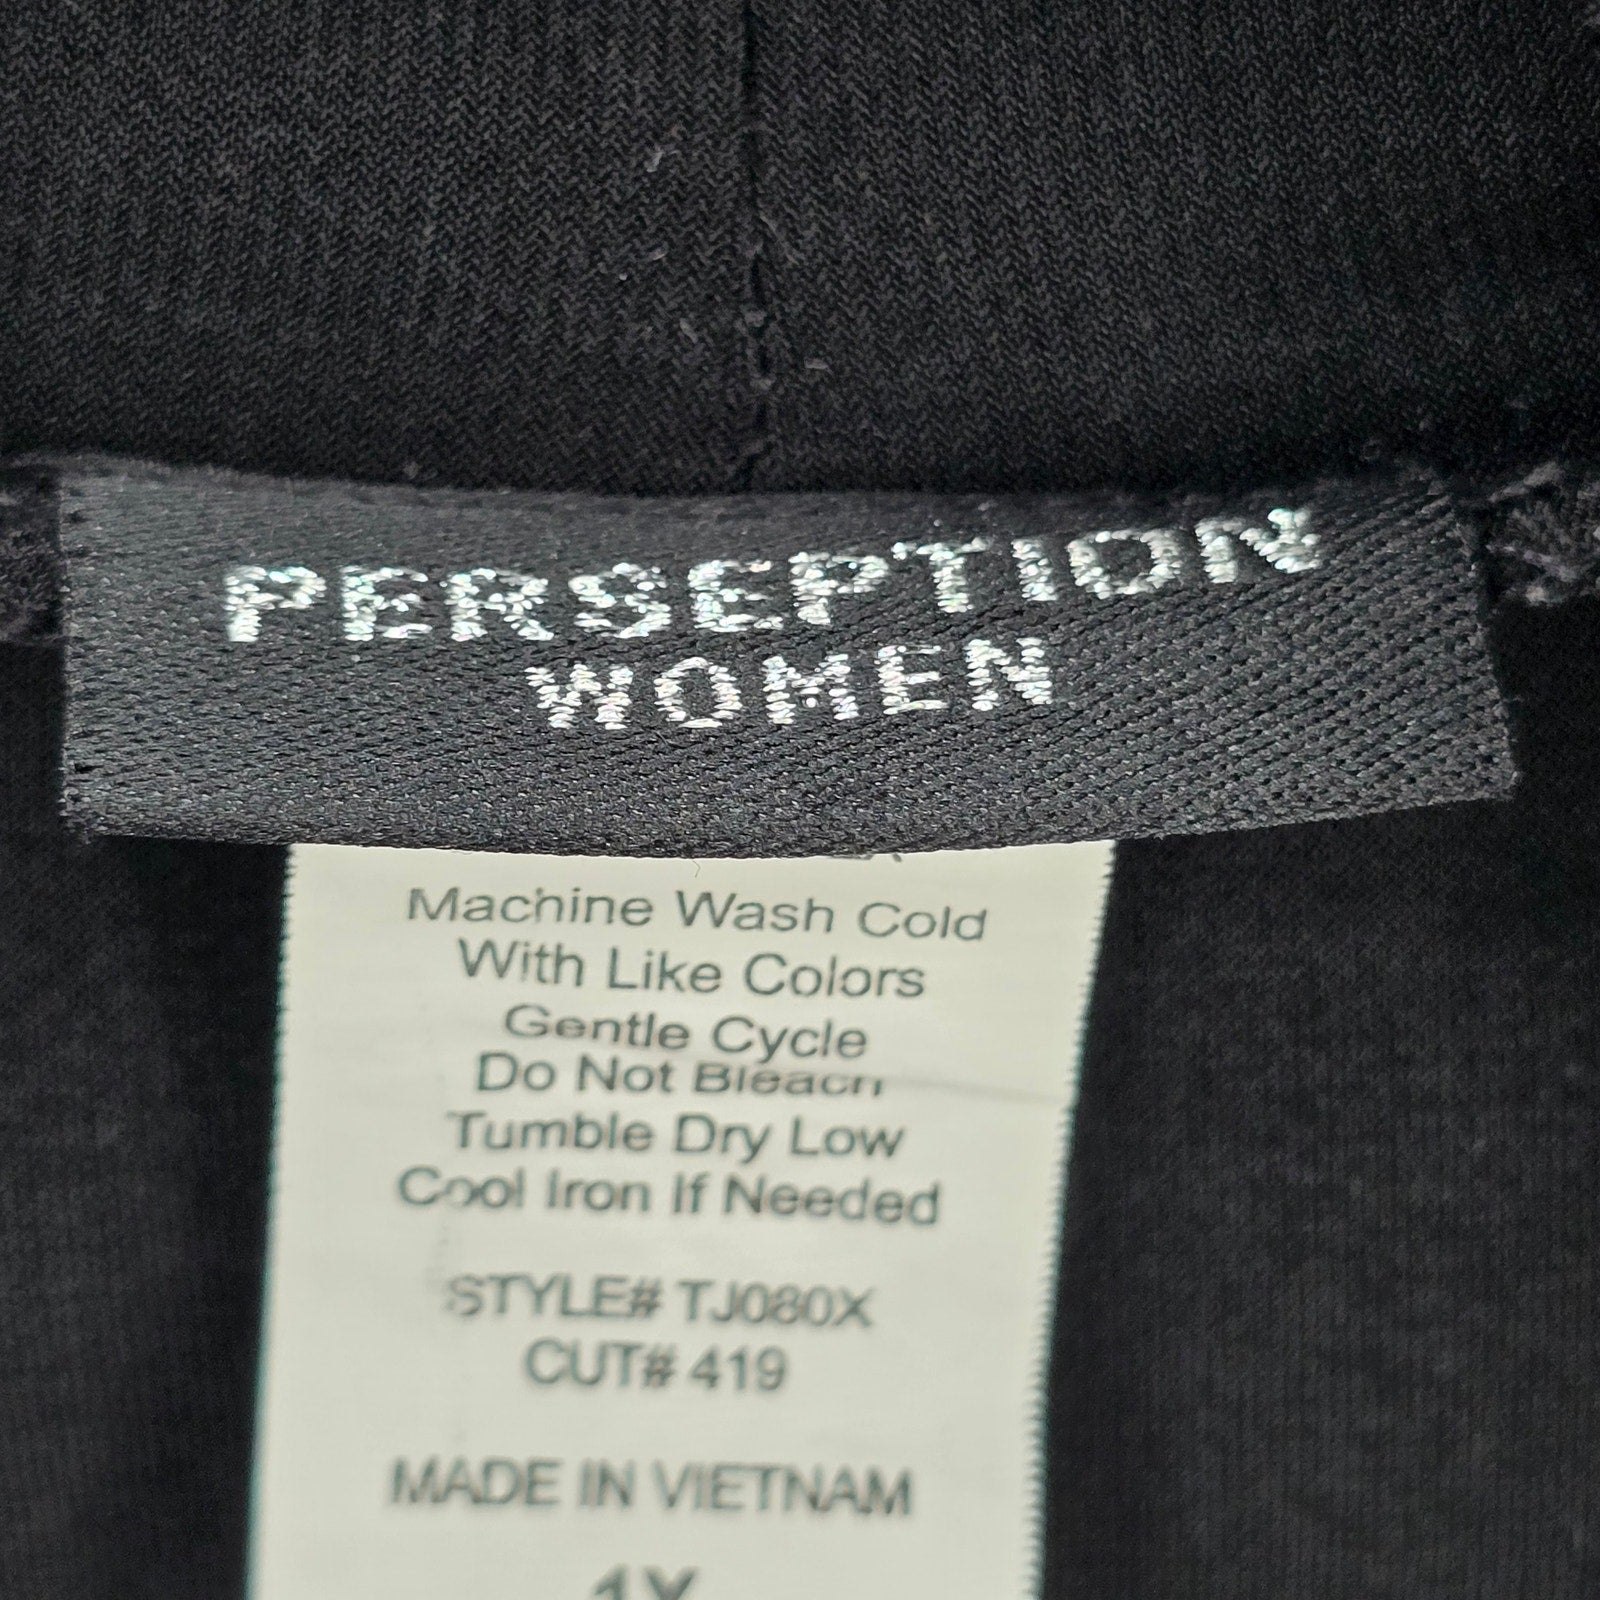 PERSEPTION
WOMEN
Machine Wash Cold
With Like Colors
Gentle Cycle
Do Not Bleach
Tumble Dry Low
Cool Iron If Needed
STYLE# TJ080X
CUT# 419
MADE IN VIETNAM
1X